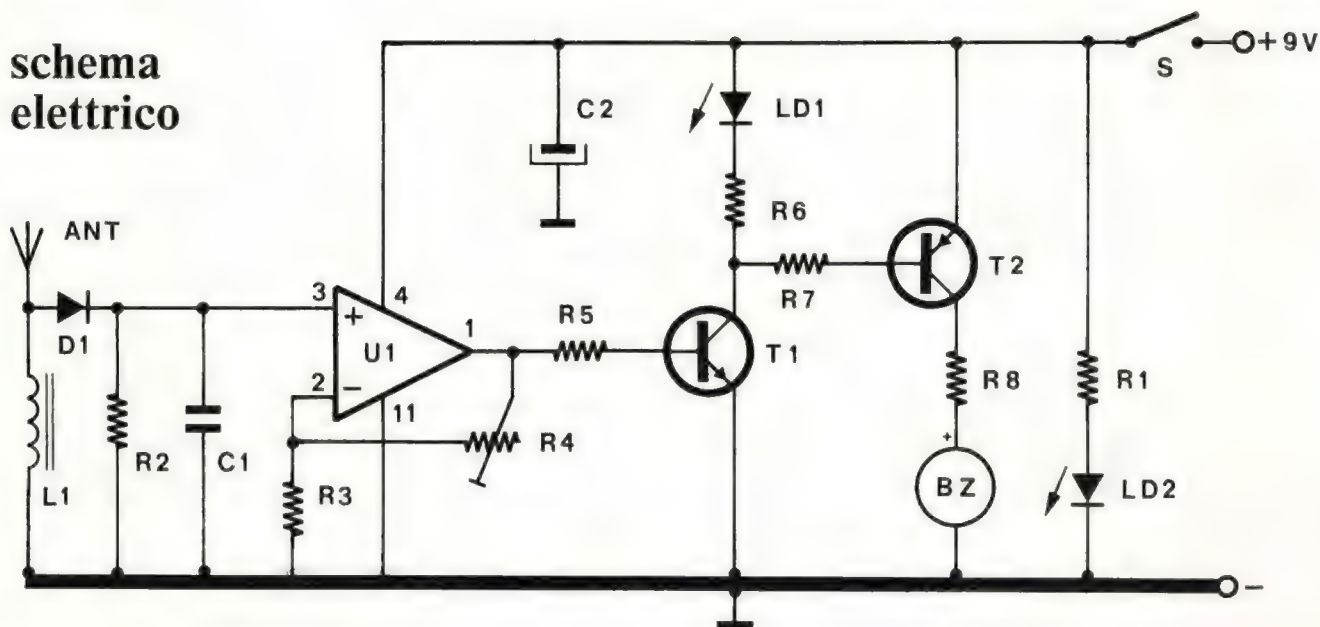 schema
elettrico
S
+9V
C2
LD1
ANT
R6
T2
R7
D1
3
+
4
U1
1
2
−
11
R5
T1
R8
R1
R2
C1
R4
+
BZ
LD2
L1
R3
-